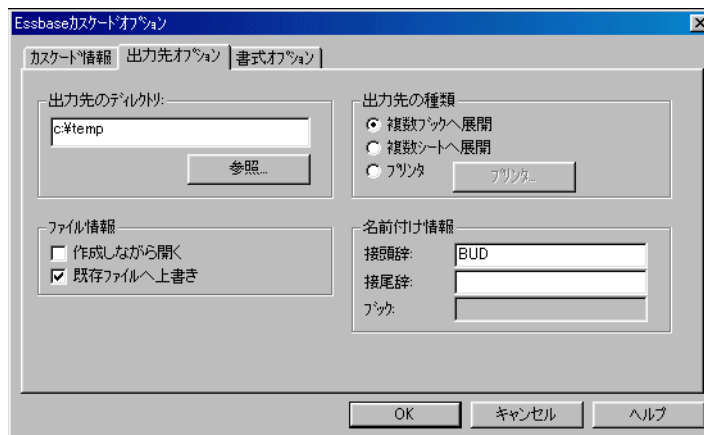 Essbaseｶｽｹｰﾄﾞｵﾌﾟｼｮﾝ
ｶｽｹｰﾄﾞ情報 出力先ｵﾌﾟｼｮﾝ 書式ｵﾌﾟｼｮﾝ
出力先のﾃﾞｨﾚｸﾄﾘ:
c:¥temp
参照...
出力先の種類
複数ﾌﾞｯｸへ展開
複数ｼｰﾄへ展開
ﾌﾟﾘﾝﾀ
ﾌﾟﾘﾝﾀ...
ﾌｧｲﾙ情報
作成しながら開く
既存ﾌｧｲﾙへ上書き
名前付け情報
接頭辞: BUD
接尾辞:
ﾌﾞｯｸ:
OK キャンセル ヘルプ